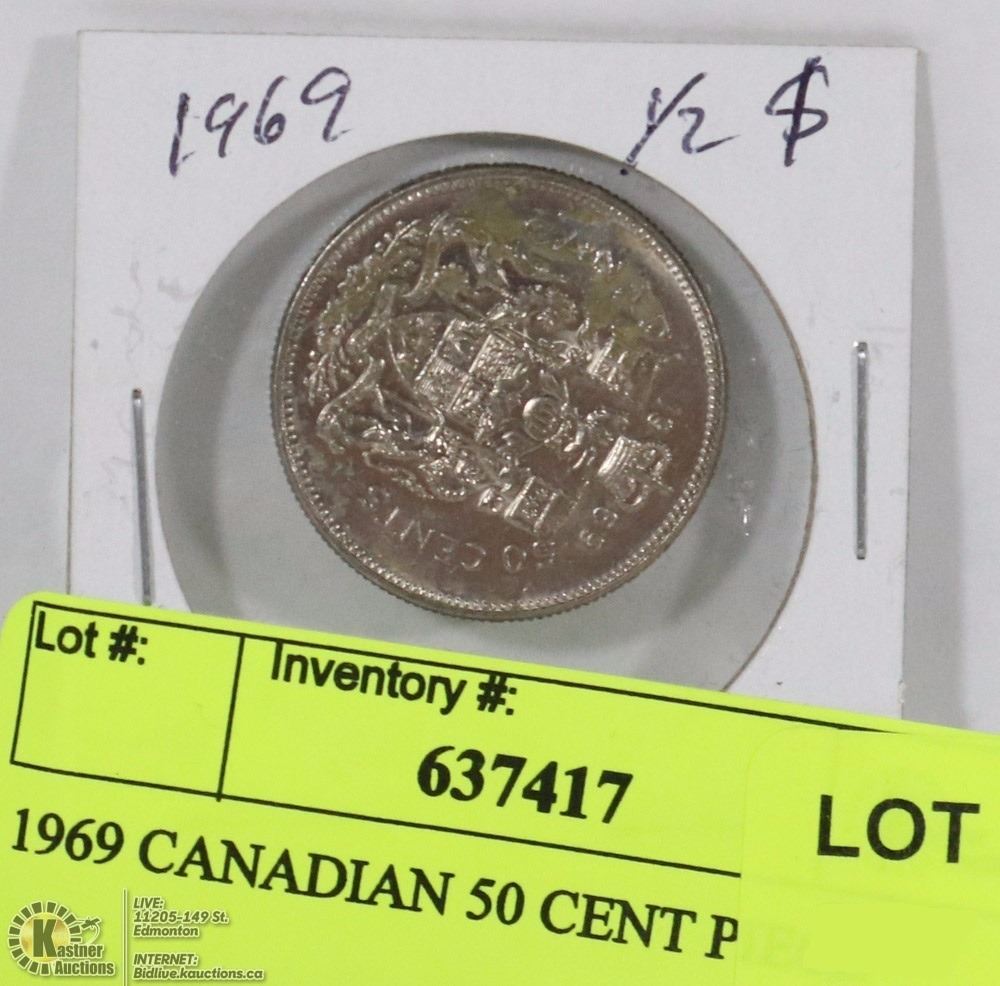 1969 1/2 $
1969
50 CENTS
Lot #:
Inventory #:
637417
LOT
1969 CANADIAN 50 CENT P
Kastner
Auctions
LIVE:
11205-149 St.
Edmonton
INTERNET:
Bidlive.kauctions.ca